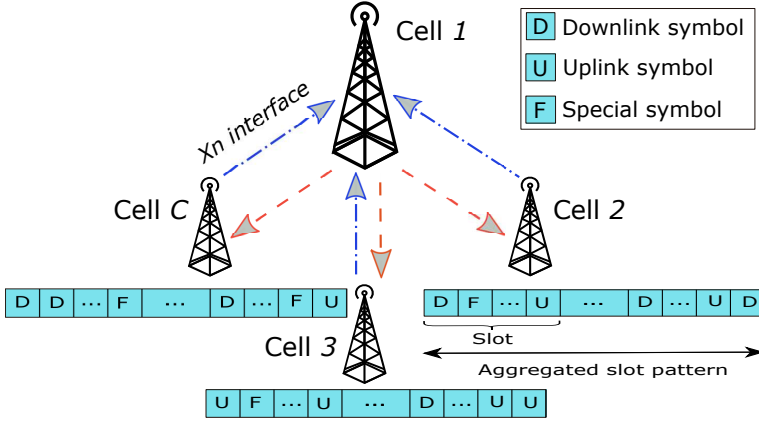 Cell 1
D Downlink symbol
U Uplink symbol
F Special symbol
Xn interface
Cell C
Cell 2
D D ... F ... D ... F U
D F ... U ... D ... U D
Slot
Aggregated slot pattern
Cell 3
U F ... U ... D ... U U